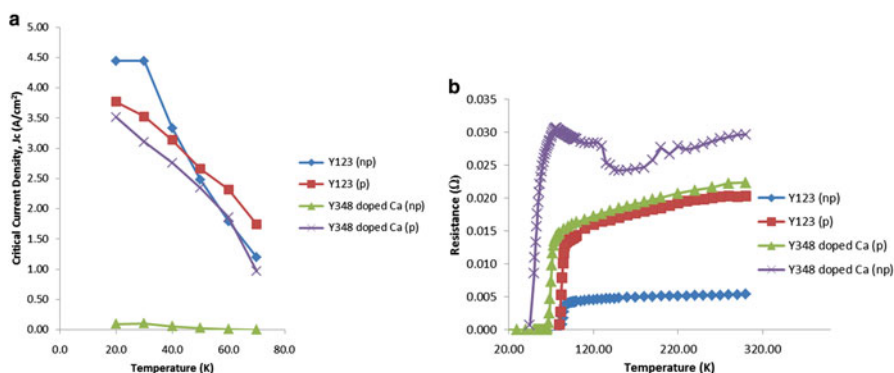 a
5.00
4.50
4.00
3.50
3.00
2.50
2.00
1.50
1.00
0.50
0.00
Critical Current Density, Jc (A/cm²)
0.0 20.0 40.0 60.0 80.0
Temperature (K)
Y123 (np)
Y123 (p)
Y348 doped Ca (np)
Y348 doped Ca (p)
b
0.035
0.030
0.025
0.020
0.015
0.010
0.005
0.000
Resistance (Ω)
20.00 120.00 220.00 320.00
Temperature (K)
Y123 (np)
Y123 (p)
Y348 doped Ca (p)
Y348 doped Ca (np)